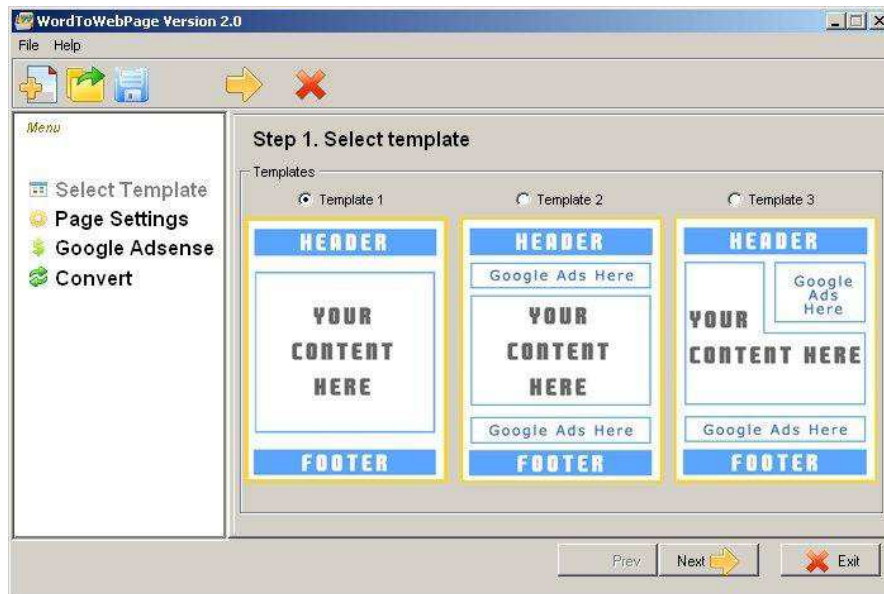 WordToWebPage Version 2.0
File Help
Menu
Select Template
Page Settings
Google Adsense
Convert
Step 1. Select template
Templates
Template 1
HEADER
YOUR
CONTENT
HERE
FOOTER
Template 2
HEADER
Google Ads Here
YOUR
CONTENT
HERE
Google Ads Here
FOOTER
Template 3
HEADER
Google
Ads
Here
YOUR
CONTENT HERE
Google Ads Here
FOOTER
Prev Next Exit